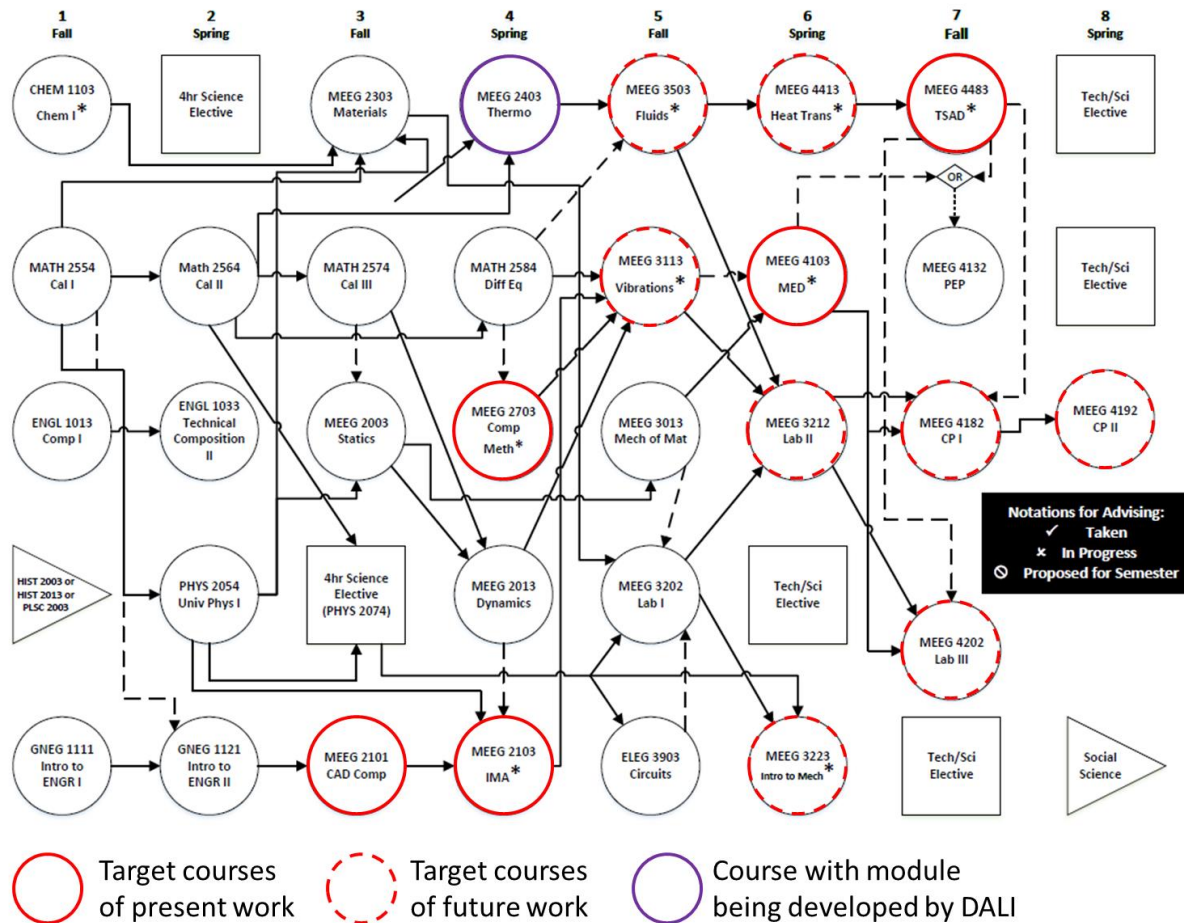 1
Fall
2
Spring
3
Fall
4
Spring
5
Fall
6
Spring
7
Fall
8
Spring
CHEM 1103
Chem I *
4hr Science
Elective
MEEG 2303
Materials
MEEG 2403
Thermo
MEEG 3503
Fluids *
MEEG 4413
Heat Trans *
MEEG 4483
TSAD *
Tech/Sci
Elective
OR
MATH 2554
Cal I
Math 2564
Cal II
MATH 2574
Cal III
MATH 2584
Diff Eq
MEEG 3113
Vibrations *
MEEG 4103
MED *
MEEG 4132
PEP
Tech/Sci
Elective
ENGL 1013
Comp I
ENGL 1033
Technical
Composition
II
MEEG 2003
Statics
MEEG 2703
Comp
Meth *
MEEG 3013
Mech of Mat
MEEG 3212
Lab II
MEEG 4182
CP I
MEEG 4192
CP II
Notations for Advising:
✓ Taken
× In Progress
⦸ Proposed for Semester
HIST 2003 or
HIST 2013 or
PLSC 2003
PHYS 2054
Univ Phys I
4hr Science
Elective
(PHYS 2074)
MEEG 2013
Dynamics
MEEG 3202
Lab I
Tech/Sci
Elective
MEEG 4202
Lab III
GNEG 1111
Intro to
ENGR I
GNEG 1121
Intro to
ENGR II
MEEG 2101
CAD Comp
MEEG 2103
IMA *
ELEG 3903
Circuits
MEEG 3223
Intro to Mech *
Tech/Sci
Elective
Social
Science
Target courses
of present work
Target courses
of future work
Course with module
being developed by DALI